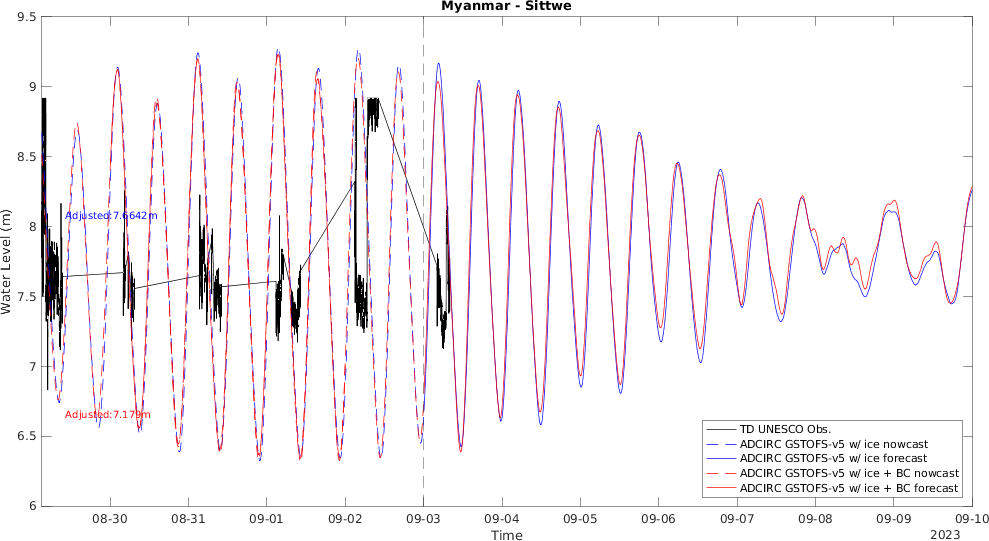 Myanmar - Sittwe
9.5
9
8.5
8
7.5
7
6.5
6
Water Level (m)
Adjusted:7.6642m
Adjusted:7.179m
TD UNESCO Obs.
ADCIRC GSTOFS-v5 w/ ice nowcast
ADCIRC GSTOFS-v5 w/ ice forecast
ADCIRC GSTOFS-v5 w/ ice + BC nowcast
ADCIRC GSTOFS-v5 w/ ice + BC forecast
08-30 08-31 09-01 09-02 09-03 09-04 09-05 09-06 09-07 09-08 09-09 09-10
Time
2023